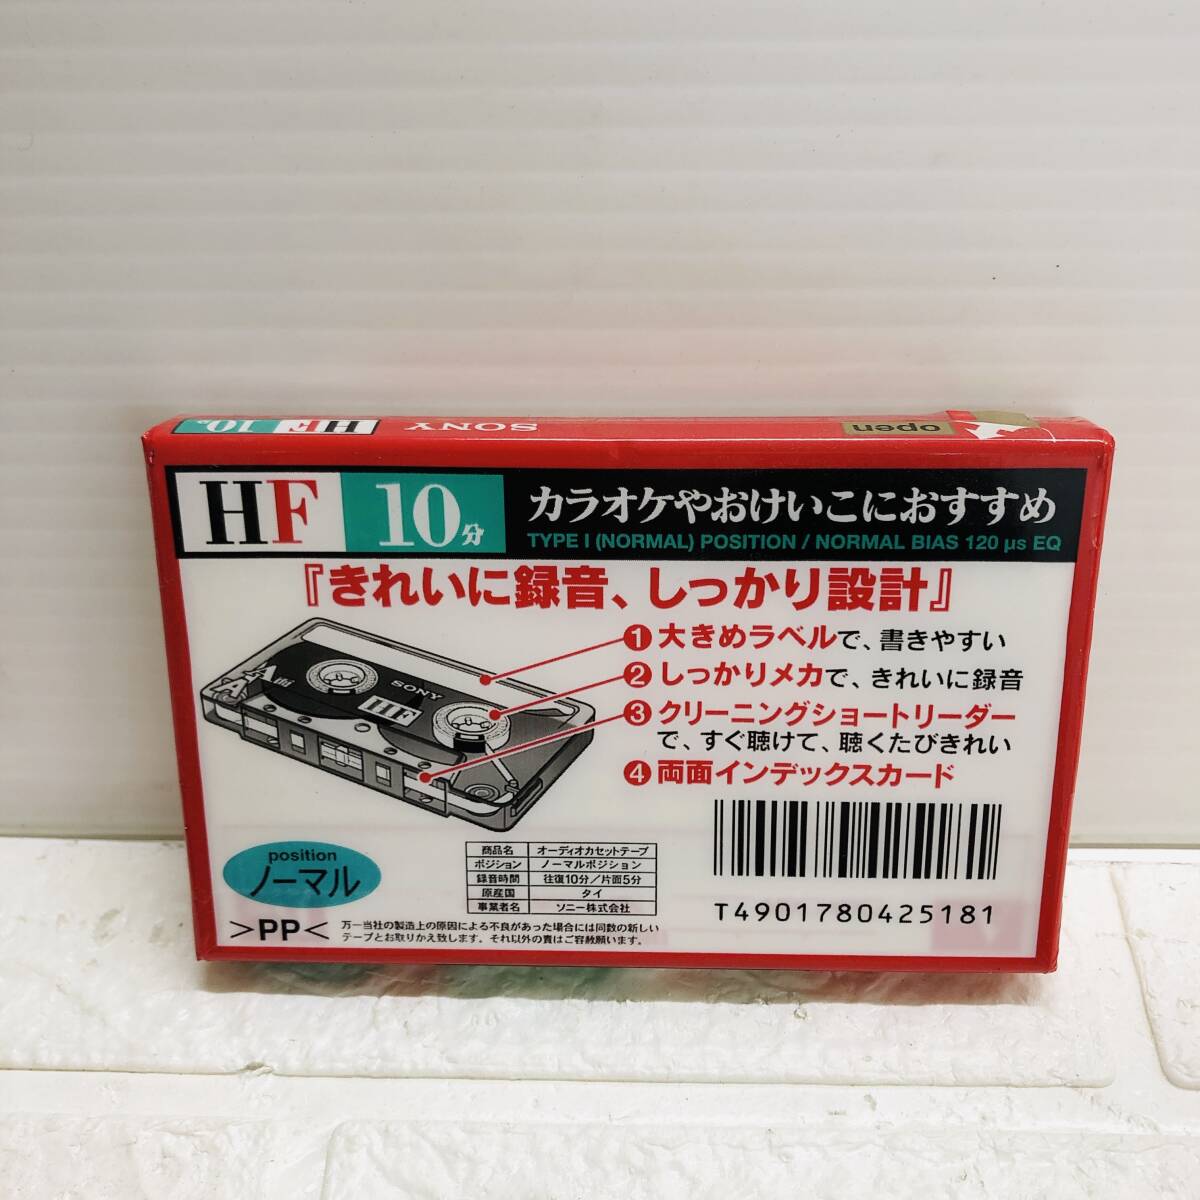 HF 10分 SONY open
HF 10分 カラオケやおけいこにおすすめ
TYPE I (NORMAL) POSITION / NORMAL BIAS 120 μs EQ
『きれいに録音、しっかり設計』
❶大きめラベルで、書きやすい
❷しっかりメカで、きれいに録音
❸クリーニングショートリーダー
で、すぐ聴けて、聴くたびきれい
❹両面インデックスカード
A A
SONY
HF
position
ノーマル
>PP<
商品名 オーディオカセットテープ
ポジション ノーマルポジション
録音時間 往復10分/片面5分
原産国 タイ
事業者名 ソニー株式会社
万一当社の製造上の原因による不良があった場合には同数の新しい
テープとお取りかえ致します。それ以外の責はご容赦願います。
T4901780425181